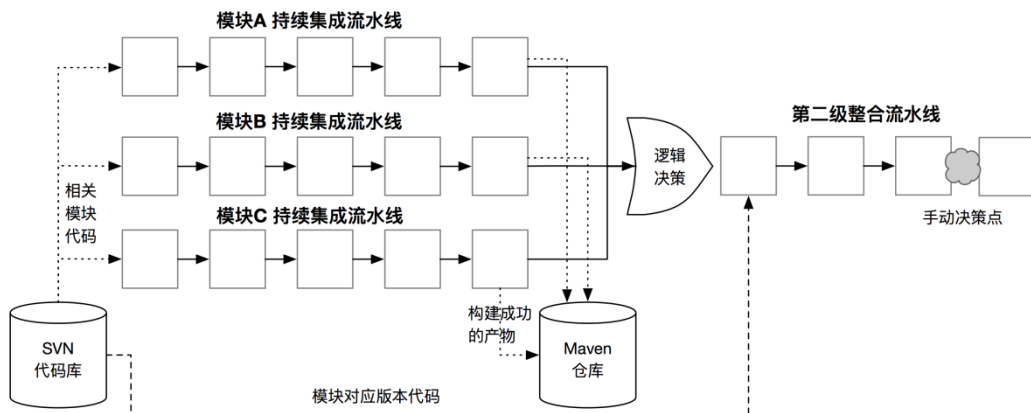 模块A 持续集成流水线
模块B 持续集成流水线
第二级整合流水线
逻辑
决策
相关
模块
代码
模块C 持续集成流水线
手动决策点
构建成功
的产物
SVN
代码库
Maven
仓库
模块对应版本代码